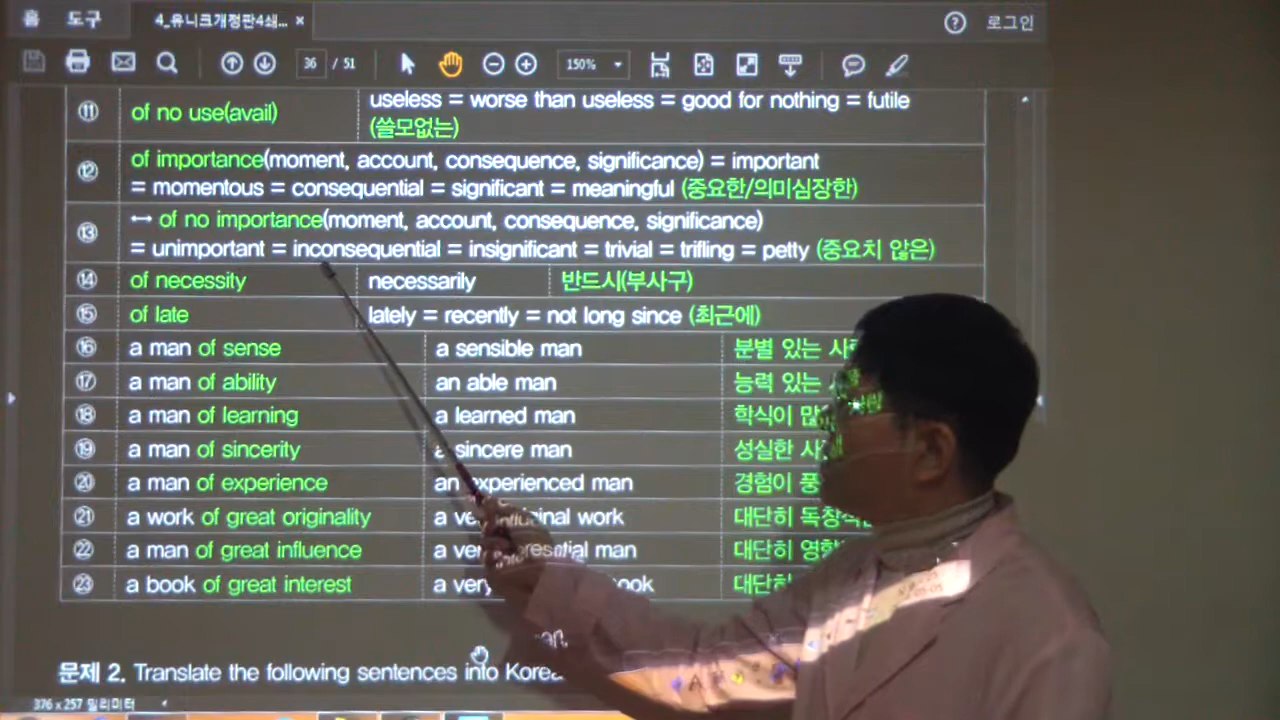 홈 도구 4_유니크개정판4쇄... × ? 로그인
36 / 51 150%
⑪ of no use(avail) useless = worse than useless = good for nothing = futile
(쓸모없는)
⑫ of importance(moment, account, consequence, significance) = important
= momentous = consequential = significant = meaningful (중요한/의미심장한)
⑬ ↔ of no importance(moment, account, consequence, significance)
= unimportant = inconsequential = insignificant = trivial = trifling = petty (중요치 않은)
⑭ of necessity necessarily 반드시(부사구)
⑮ of late lately = recently = not long since (최근에)
⑯ a man of sense a sensible man 분별 있는
⑰ a man of ability an able man 능력 있는
⑱ a man of learning a learned man 학식이
⑲ a man of sincerity a sincere man 성실한
⑳ a man of experience an experienced man 경험이
㉑ a work of great originality a very original work 대단히
㉒ a man of great influence a man 대단히
㉓ a book of great interest a very 대단히
문제 2. Translate the following sentences into
376 x 257 밀리미터